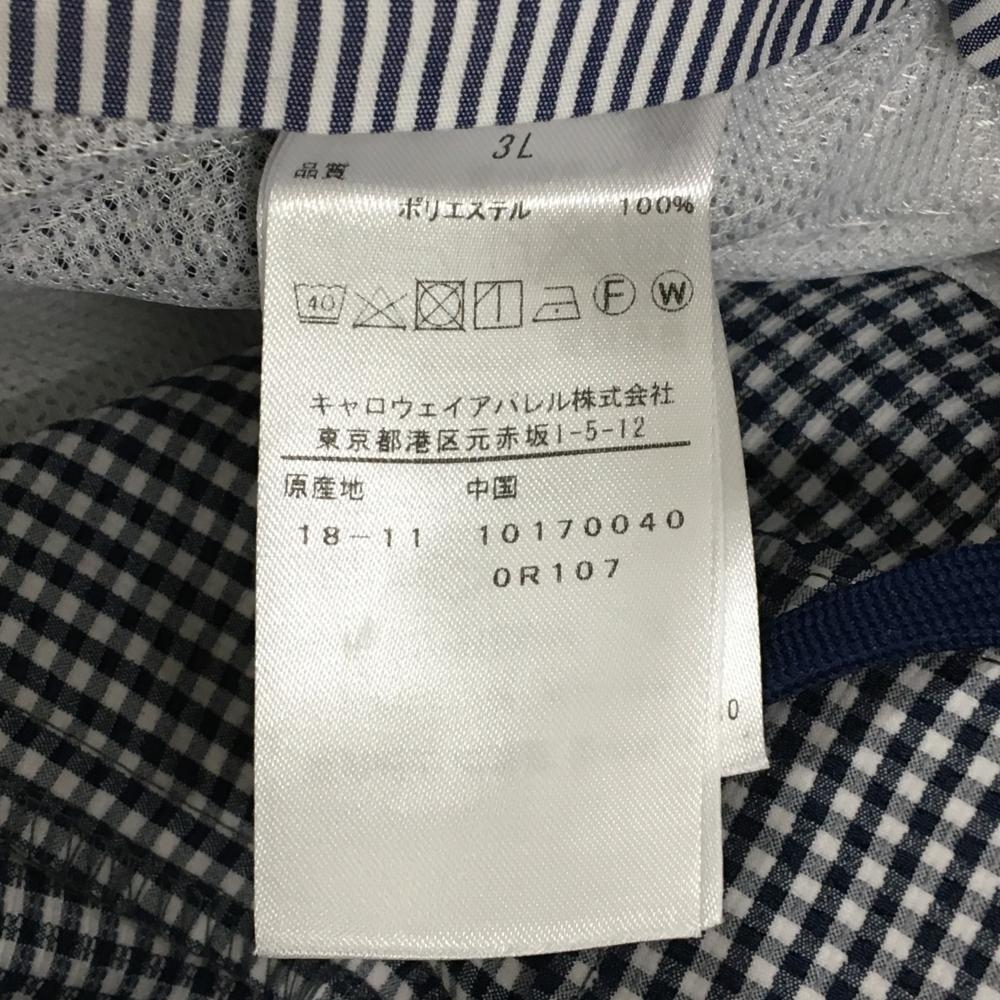 3L
品質
ポリエステル 100%
40 F W
キャロウェイアパレル株式会社
東京都港区元赤坂1-5-12
原産地 中国
18-11 10170040
0R107
0